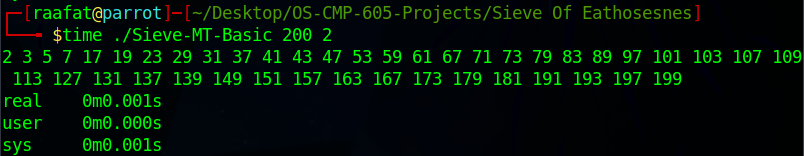 ┌─[raafat@parrot]─[~/Desktop/OS-CMP-605-Projects/Sieve Of Eathosesnes]
└──╼ $time ./Sieve-MT-Basic 200 2
2 3 5 7 17 19 23 29 31 37 41 43 47 53 59 61 67 71 73 79 83 89 97 101 103 107 109
113 127 131 137 139 149 151 157 163 167 173 179 181 191 193 197 199
real 0m0.001s
user 0m0.000s
sys 0m0.001s